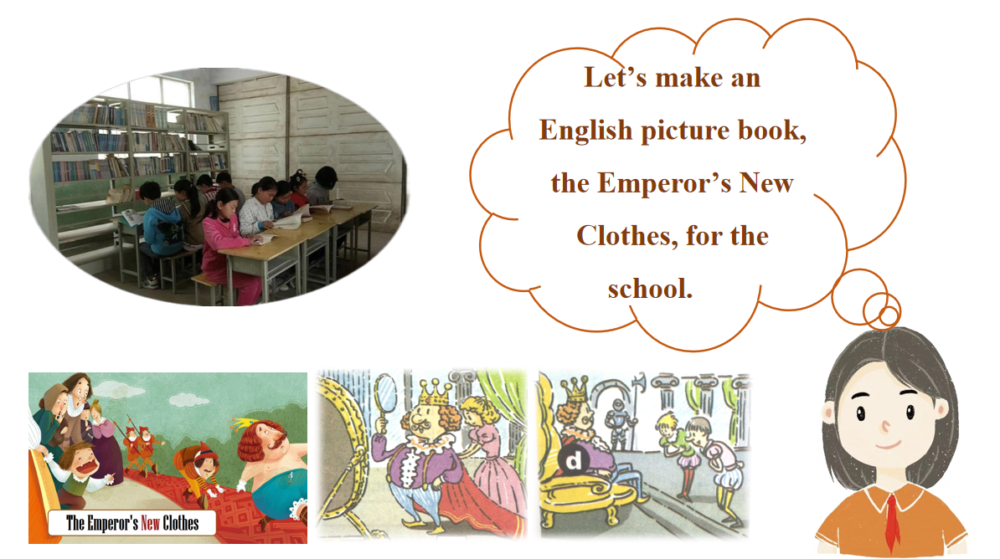 Let’s make an
English picture book,
the Emperor’s New
Clothes, for the
school.
The Emperor's New Clothes
d